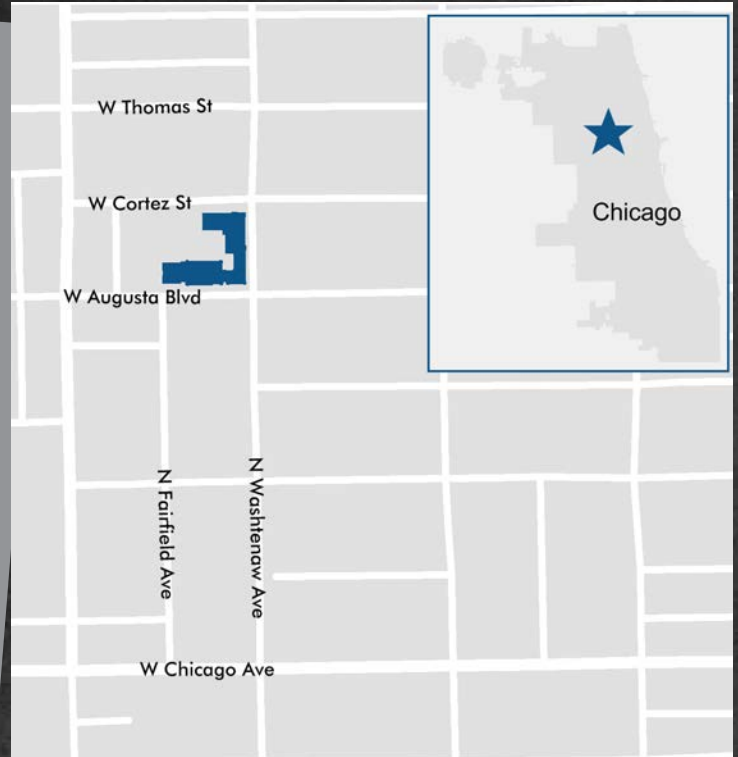 W Thomas St
W Cortez St
Chicago
W Augusta Blvd
N Fairfield Ave
N Washtenaw Ave
W Chicago Ave